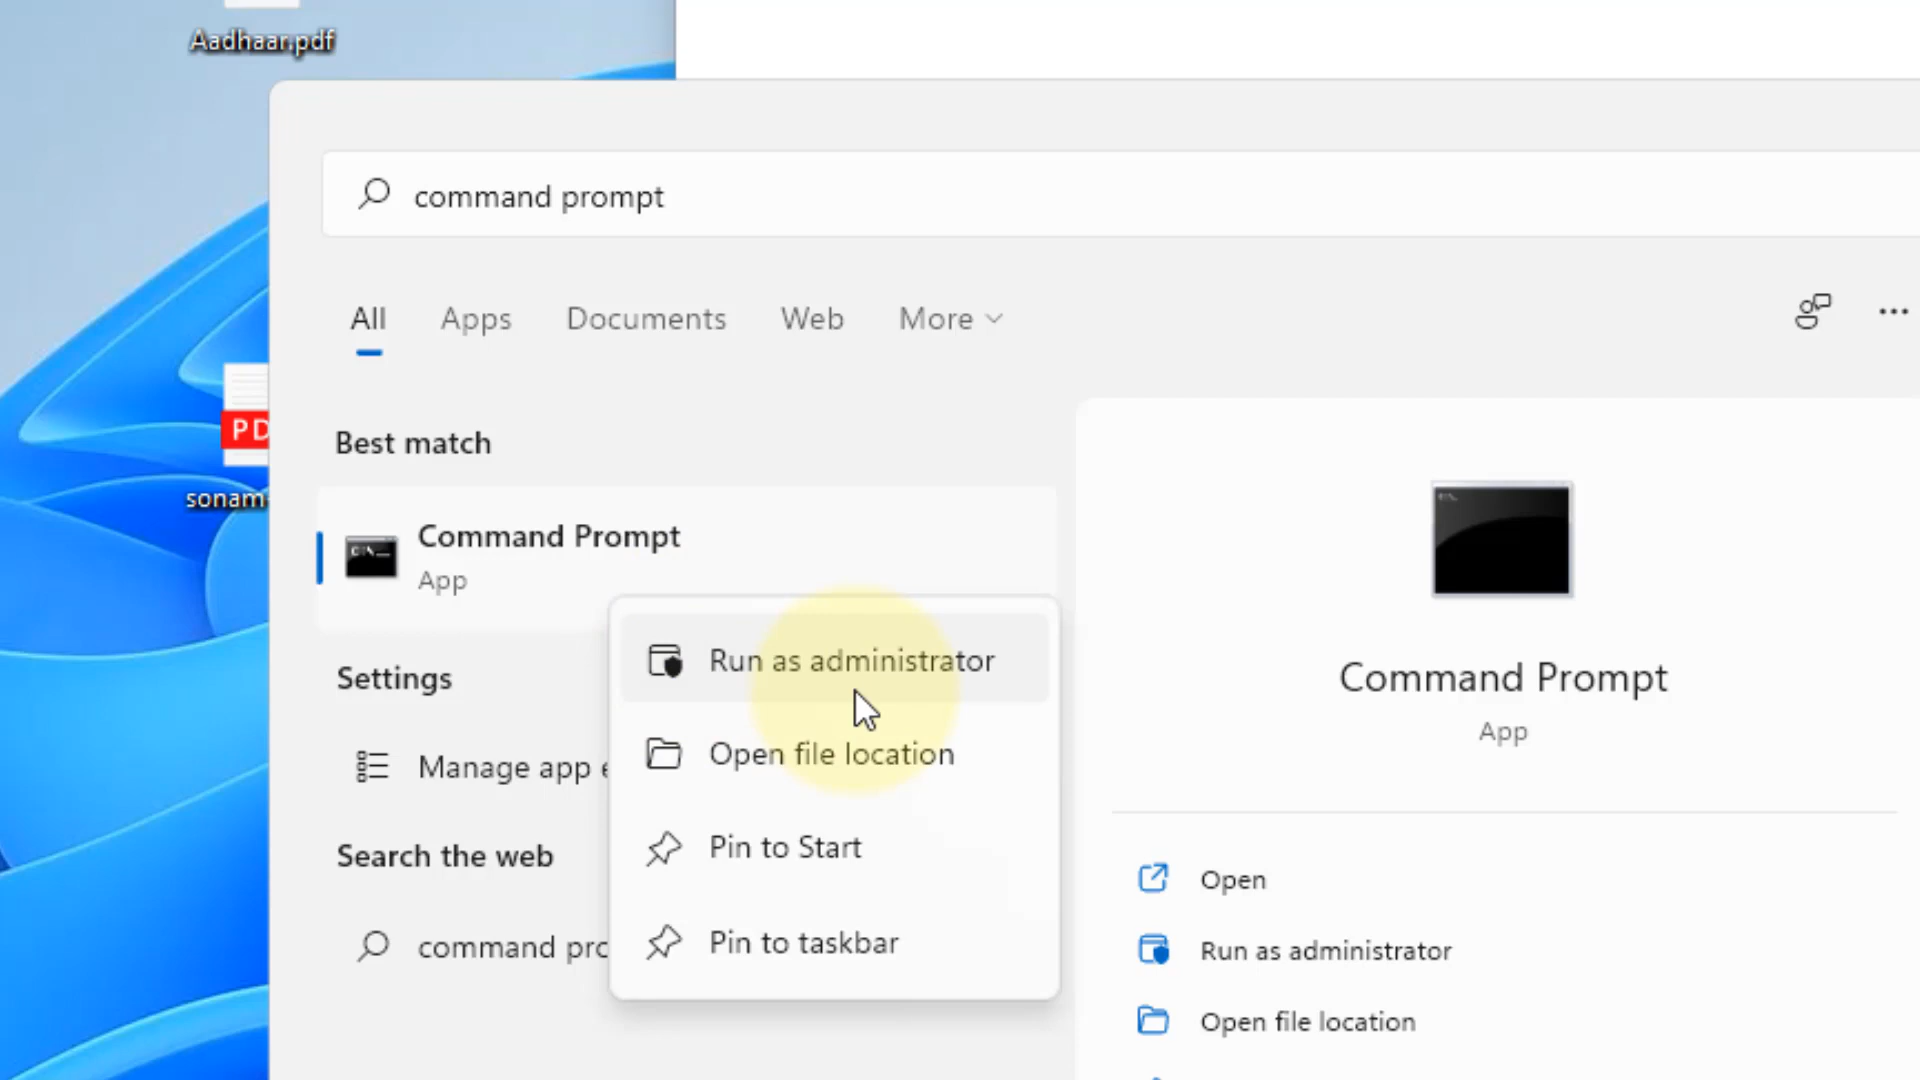 Aadhaar.pdf
command prompt
All Apps Documents Web More
Best match
sonam
Command Prompt
App
Run as administrator
Open file location
Pin to Start
Pin to taskbar
Settings
Manage app
Search the web
command pro
Command Prompt
App
Open
Run as administrator
Open file location